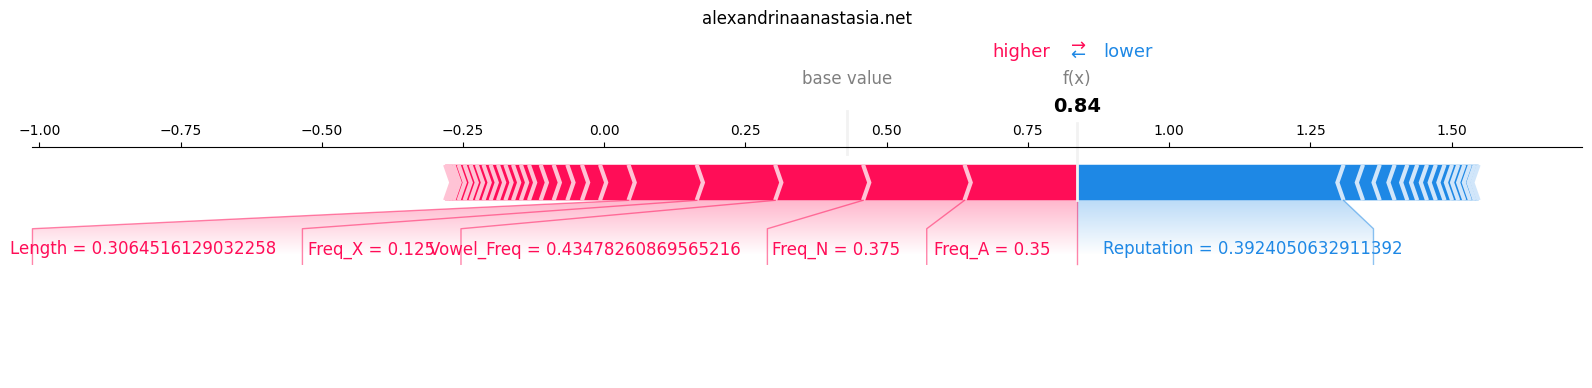 alexandrinaanastasia.net
higher ⇄ lower
base value f(x)
0.84
−1.00 −0.75 −0.50 −0.25 0.00 0.25 0.50 0.75 1.00 1.25 1.50
Length = 0.3064516129032258 Freq_X = 0.125 Vowel_Freq = 0.43478260869565216 Freq_N = 0.375 Freq_A = 0.35 Reputation = 0.3924050632911392